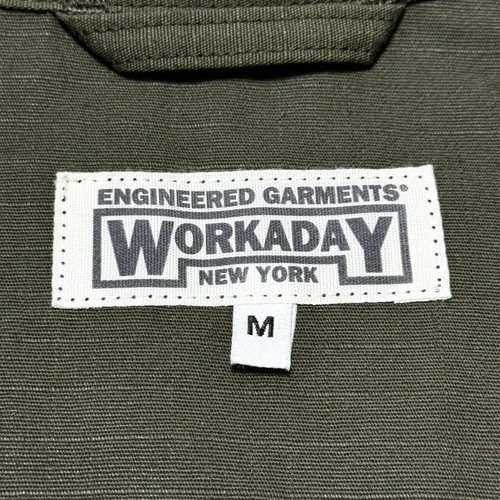 ENGINEERED GARMENTS®
WORKADAY
NEW YORK
M